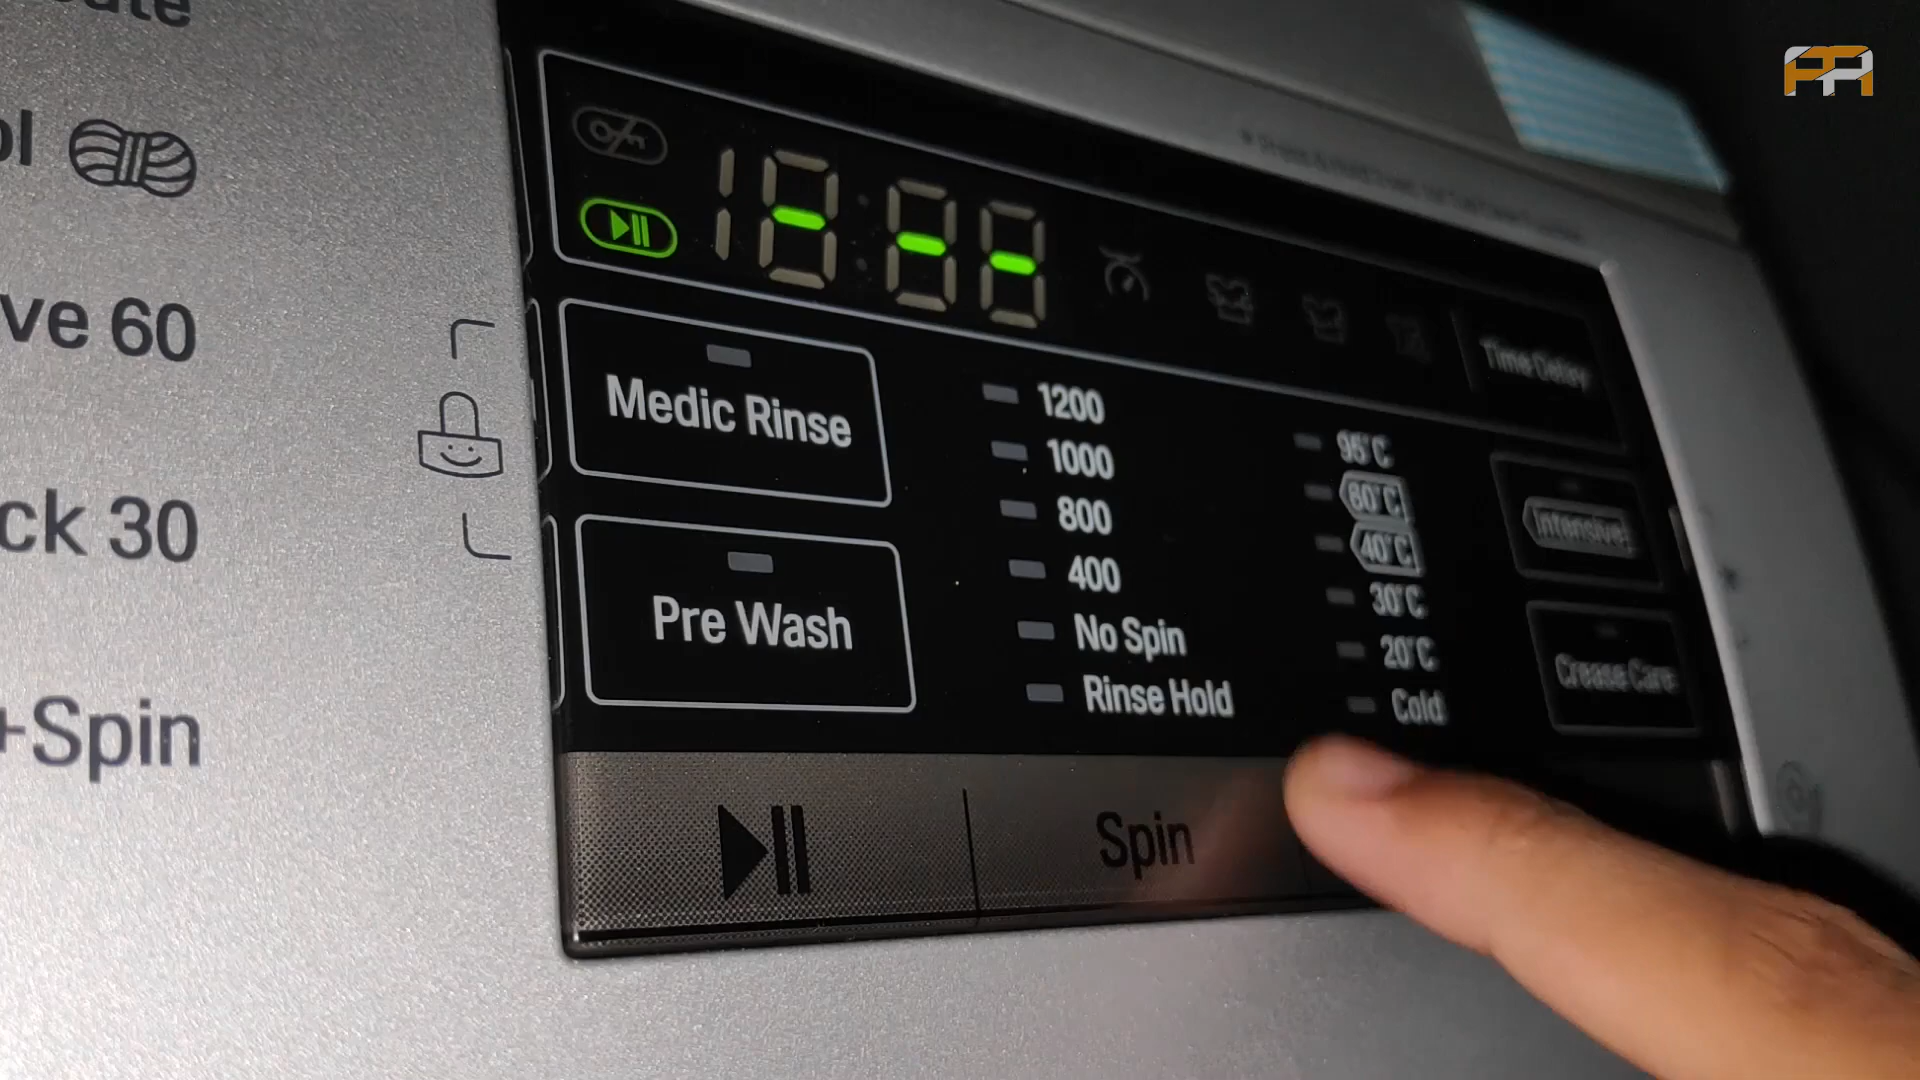 ve 60
ck 30
+Spin
Medic Rinse
Pre Wash
1200
1000
800
400
No Spin
Rinse Hold
95°C
60°C
40°C
30°C
20°C
Cold
Time Delay
Intensive
Crease Care
Spin